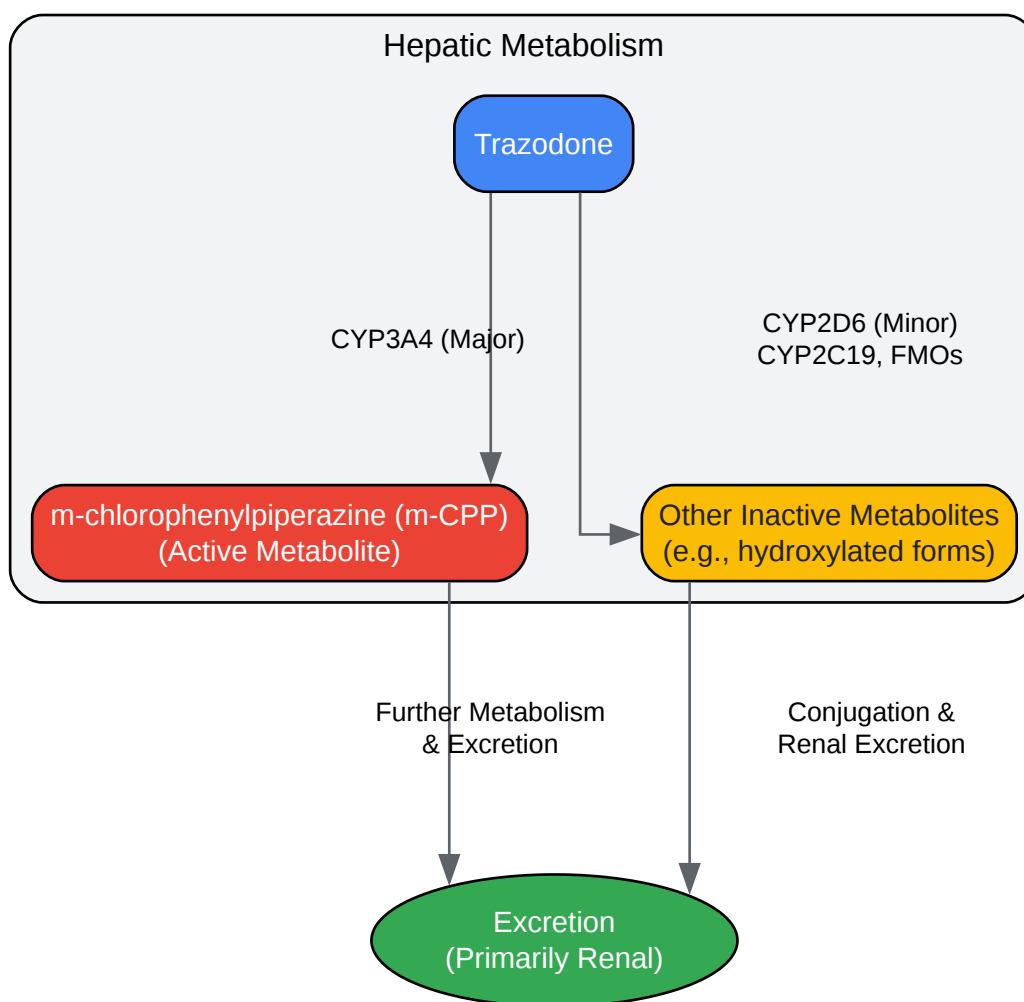 Hepatic Metabolism
Trazodone
CYP3A4 (Major)
CYP2D6 (Minor)
CYP2C19, FMOs
m-chlorophenylpiperazine (m-CPP)
(Active Metabolite)
Other Inactive Metabolites
(e.g., hydroxylated forms)
Further Metabolism
& Excretion
Conjugation &
Renal Excretion
Excretion
(Primarily Renal)